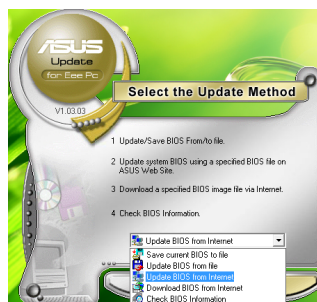 ASUS
Update
for Eee Pc
V1.03.03
Select the Update Method
1 Update/Save BIOS From/to file.
2 Update system BIOS using a specified BIOS file on
ASUS Web Site.
3 Download a specified BIOS image file via Internet.
4 Check BIOS Information.
Update BIOS from Internet
Save current BIOS to file
Update BIOS from file
Update BIOS from Internet
Download BIOS from Internet
Check BIOS Information